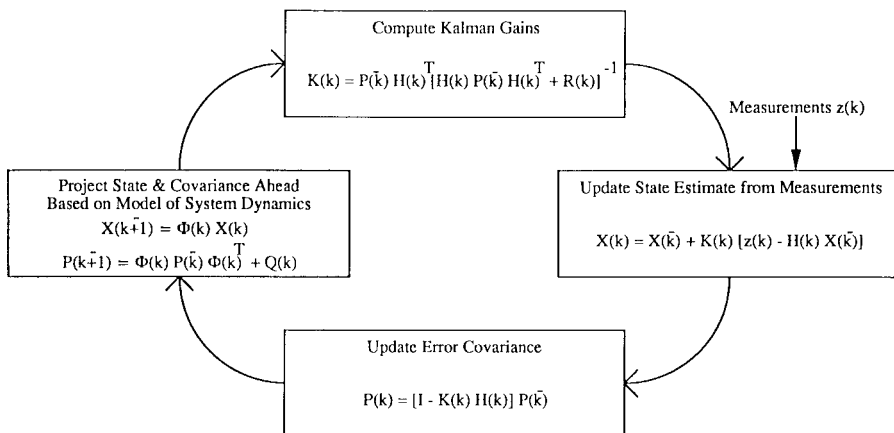 Compute Kalman Gains
K(k) = P(k̄) H(k)ᵀ[H(k) P(k̄) H(k)ᵀ + R(k)]⁻¹
Measurements z(k)
Project State & Covariance Ahead
Based on Model of System Dynamics
X(k+̄1) = Φ(k) X(k)
P(k+̄1) = Φ(k) P(k̄) Φ(k)ᵀ + Q(k)
Update State Estimate from Measurements
X(k) = X(k̄) + K(k) [z(k) - H(k) X(k̄)]
Update Error Covariance
P(k) = [I - K(k) H(k)] P(k̄)